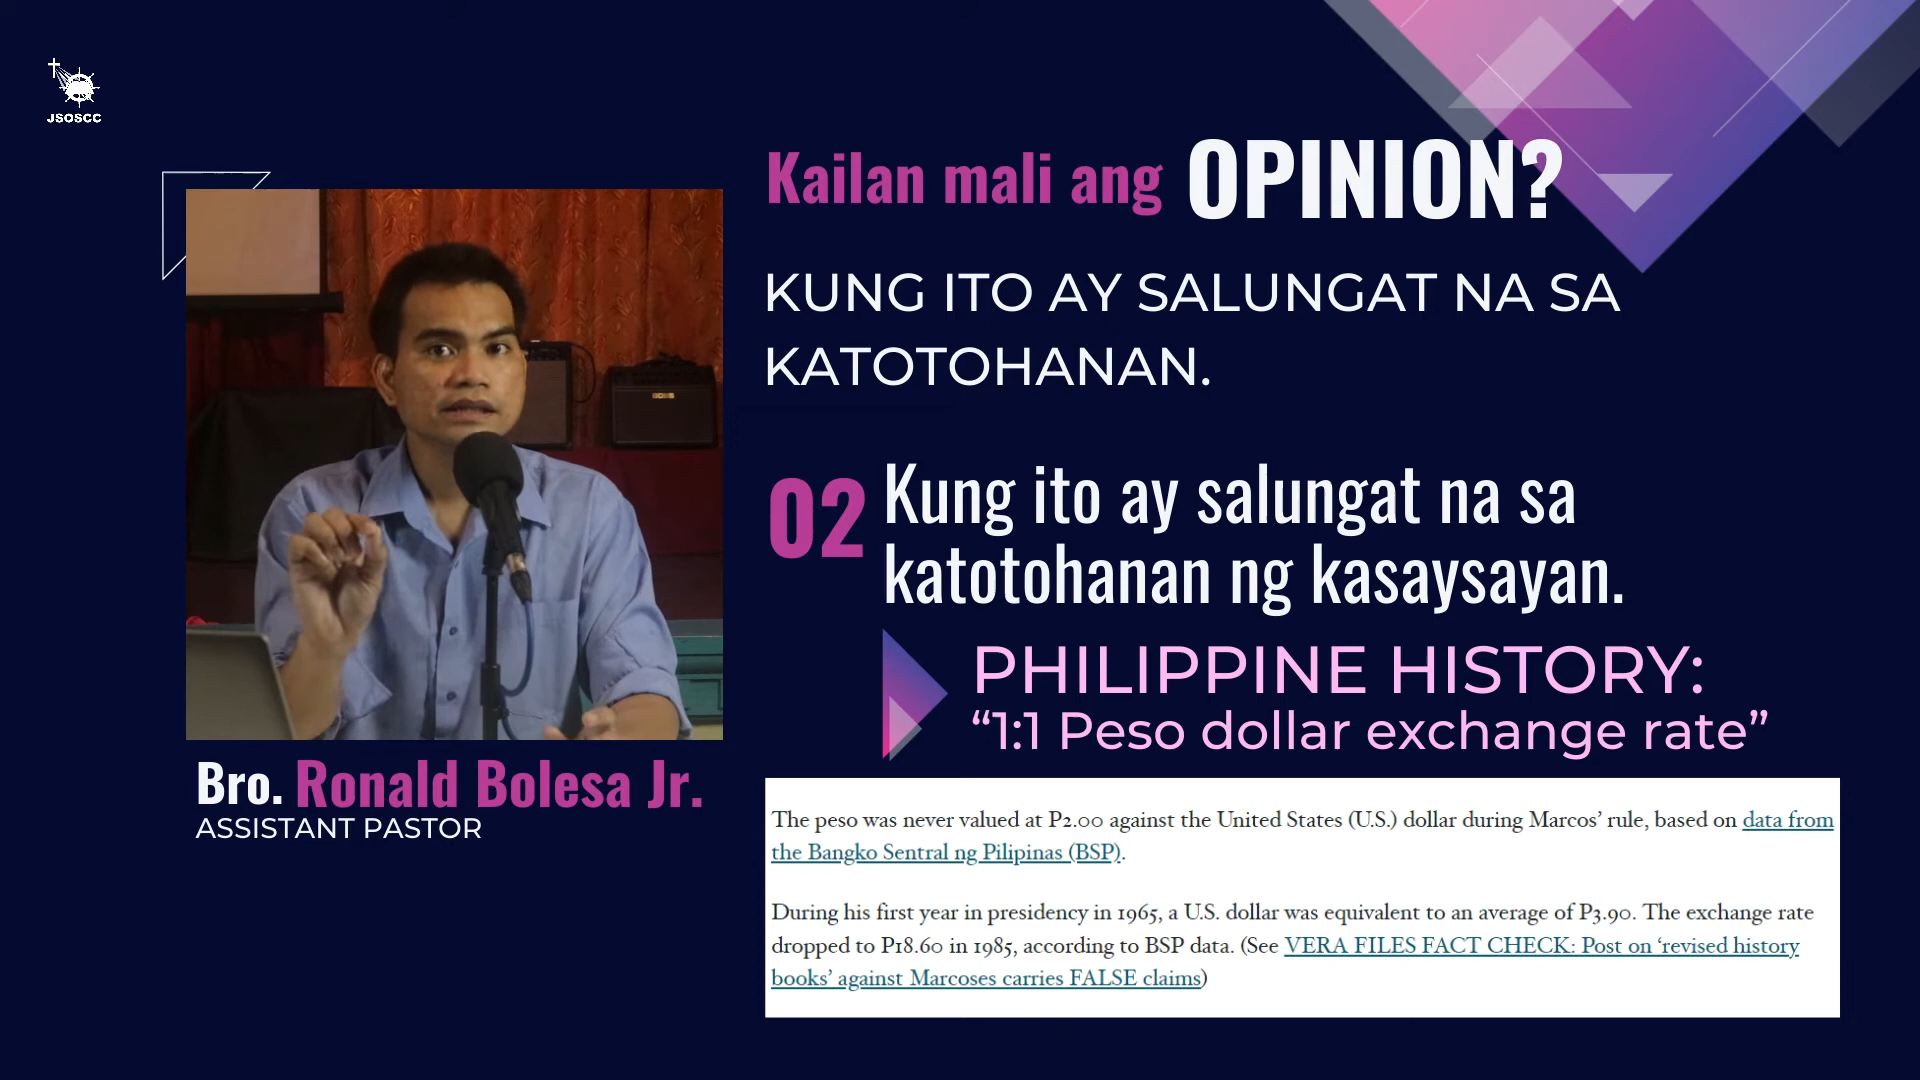 JSOSCC
Kailan mali ang OPINION?
KUNG ITO AY SALUNGAT NA SA
KATOTOHANAN.
02 Kung ito ay salungat na sa
katotohanan ng kasaysayan.
PHILIPPINE HISTORY:
“1:1 Peso dollar exchange rate”
BOSS
Bro. Ronald Bolesa Jr.
ASSISTANT PASTOR
The peso was never valued at P2.00 against the United States (U.S.) dollar during Marcos’ rule, based on data from
the Bangko Sentral ng Pilipinas (BSP).
During his first year in presidency in 1965, a U.S. dollar was equivalent to an average of P3.90. The exchange rate
dropped to P18.60 in 1985, according to BSP data. (See VERA FILES FACT CHECK: Post on ‘revised history
books’ against Marcoses carries FALSE claims)